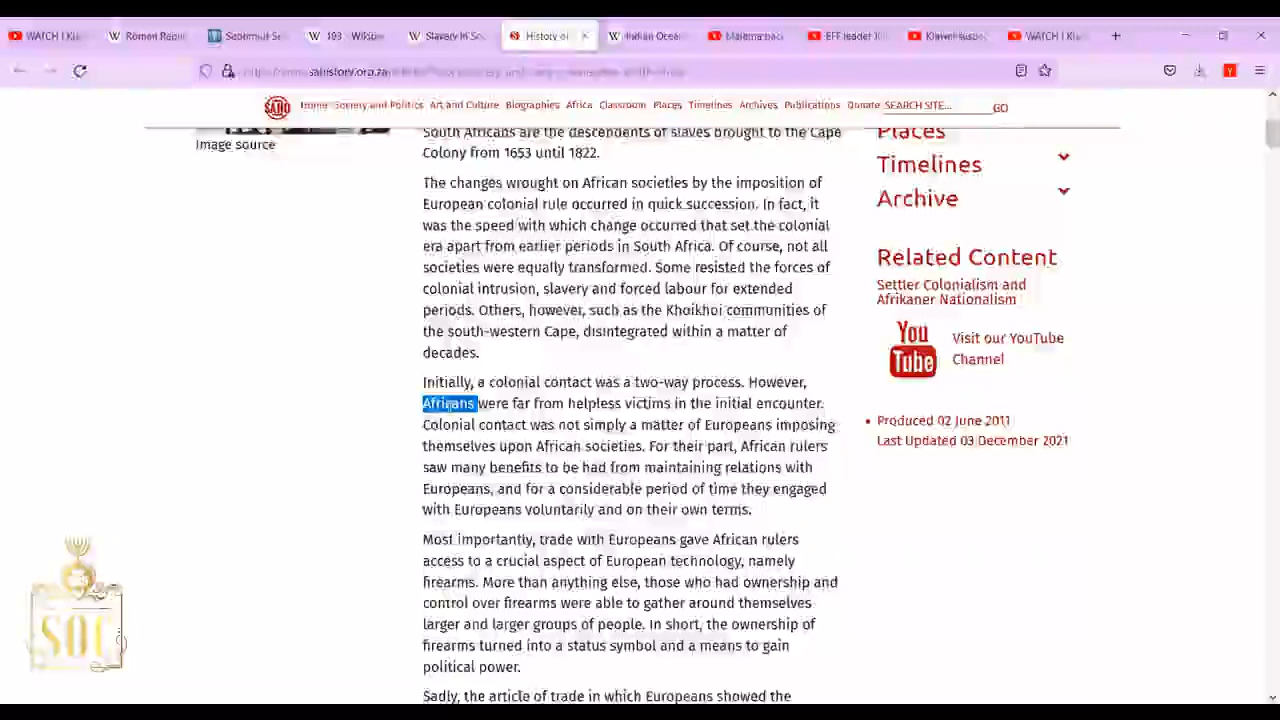 WATCH | Kla
Roman Repu
193 - Wikipe
Slavery in So
History of
Indian Ocean
Malema bac
EFF leader J
WATCH | Kla
SAHO
Home Society and Politics Art and Culture Biographies Africa Classroom Places Timelines Archives Publications Donate SEARCH SITE... GO
Image source
South Africans are the descendents of slaves brought to the Cape
Colony from 1653 until 1822.
The changes wrought on African societies by the imposition of
European colonial rule occurred in quick succession. In fact, it
was the speed with which change occurred that set the colonial
era apart from earlier periods in South Africa. Of course, not all
societies were equally transformed. Some resisted the forces of
colonial intrusion, slavery and forced labour for extended
periods. Others, however, such as the Khoikhoi communities of
the south-western Cape, disintegrated within a matter of
decades.
Initially, a colonial contact was a two-way process. However,
Africans were far from helpless victims in the initial encounter.
Colonial contact was not simply a matter of Europeans imposing
themselves upon African societies. For their part, African rulers
saw many benefits to be had from maintaining relations with
Europeans, and for a considerable period of time they engaged
with Europeans voluntarily and on their own terms.
Most importantly, trade with Europeans gave African rulers
access to a crucial aspect of European technology, namely
firearms. More than anything else, those who had ownership and
control over firearms were able to gather around themselves
larger and larger groups of people. In short, the ownership of
firearms turned into a status symbol and a means to gain
political power.
Sadly, the article of trade in which Europeans showed the
Places
Timelines
Archive
Related Content
Settler Colonialism and
Afrikaner Nationalism
You
Tube
Visit our YouTube
Channel
Produced 02 June 2011
Last Updated 03 December 2021
SOC